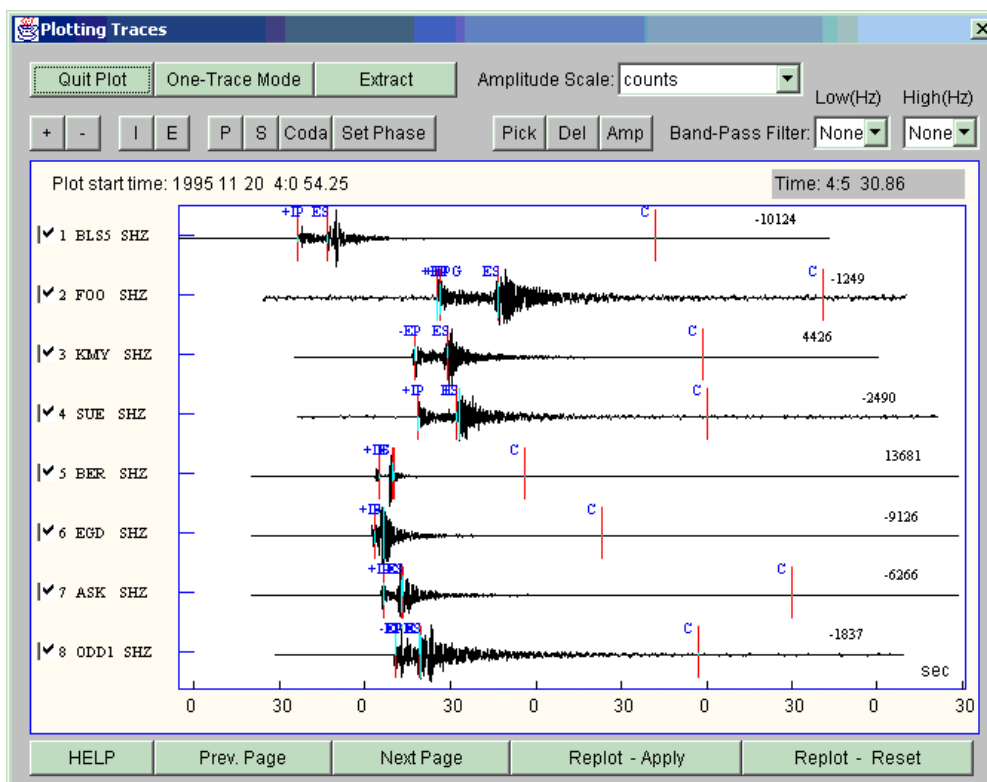 Plotting Traces
Quit Plot One-Trace Mode Extract Amplitude Scale: counts
Low(Hz) High(Hz)
+ - I E P S Coda Set Phase Pick Del Amp Band-Pass Filter: None None
Plot start time: 1995 11 20 4:0 54.25 Time: 4:5 30.86
+IP ES C -10124
1 BLS5 SHZ
G ES C -1249
2 FOO SHZ
-EP ES C 4426
3 KMY SHZ
+IP C -2490
4 SUE SHZ
C 13681
5 BER SHZ
C -9126
6 EGD SHZ
C -6266
7 ASK SHZ
C -1837
8 ODD1 SHZ
sec
0 30 0 30 0 30 0 30 0 30
HELP Prev. Page Next Page Replot - Apply Replot - Reset